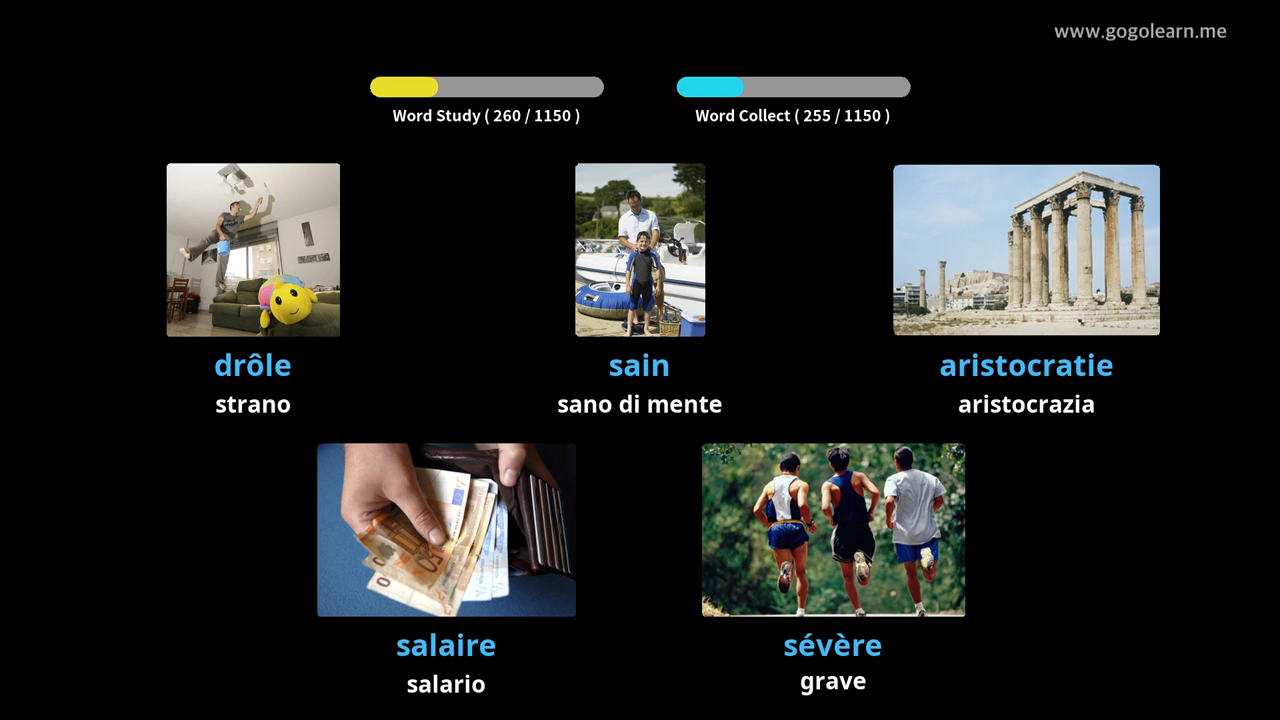 www.gogolearn.me
Word Study ( 260 / 1150 )
Word Collect ( 255 / 1150 )
drôle
strano
sain
sano di mente
aristocratie
aristocrazia
salaire
salario
sévère
grave